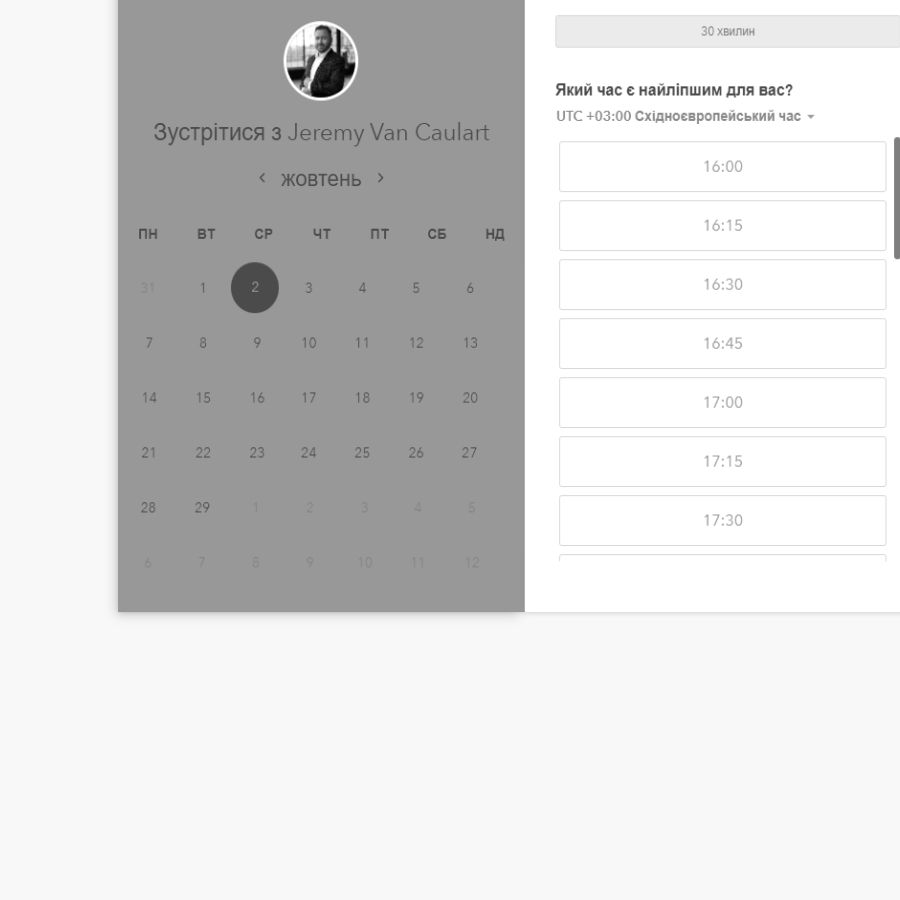 Зустрітися з Jeremy Van Caulart
‹ жовтень ›
ПН ВТ СР ЧТ ПТ СБ НД
31 1 2 3 4 5 6
7 8 9 10 11 12 13
14 15 16 17 18 19 20
21 22 23 24 25 26 27
28 29 1 2 3 4 5
6 7 8 9 10 11 12
30 хвилин
Який час є найліпшим для вас?
UTC +03:00 Східноєвропейський час
16:00
16:15
16:30
16:45
17:00
17:15
17:30